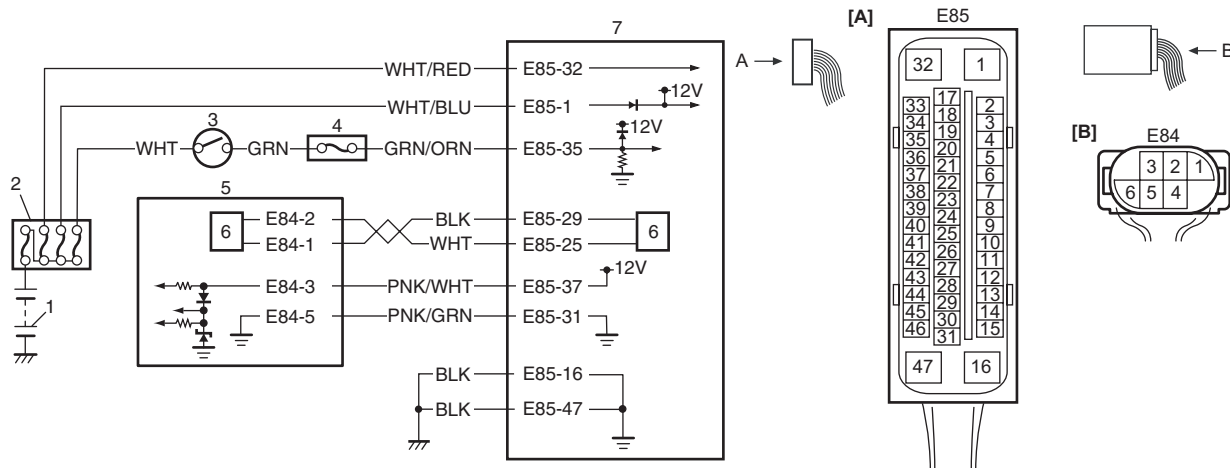 7
[A]
E85
A
B
WHT/RED
E85-32
WHT/BLU
E85-1
12V
3
4
12V
WHT
GRN
GRN/ORN
E85-35
2
5
6
E84-2
BLK
E85-29
6
E84-1
WHT
E85-25
12V
E84-3
PNK/WHT
E85-37
1
E84-5
PNK/GRN
E85-31
BLK
E85-16
BLK
E85-47
32
1
33
34
35
36
37
38
39
40
41
42
43
44
45
46
17
18
19
20
21
22
23
24
25
26
27
28
29
30
31
2
3
4
5
6
7
8
9
10
11
12
13
14
15
47
16
[B]
E84
3 2 1
6 5 4